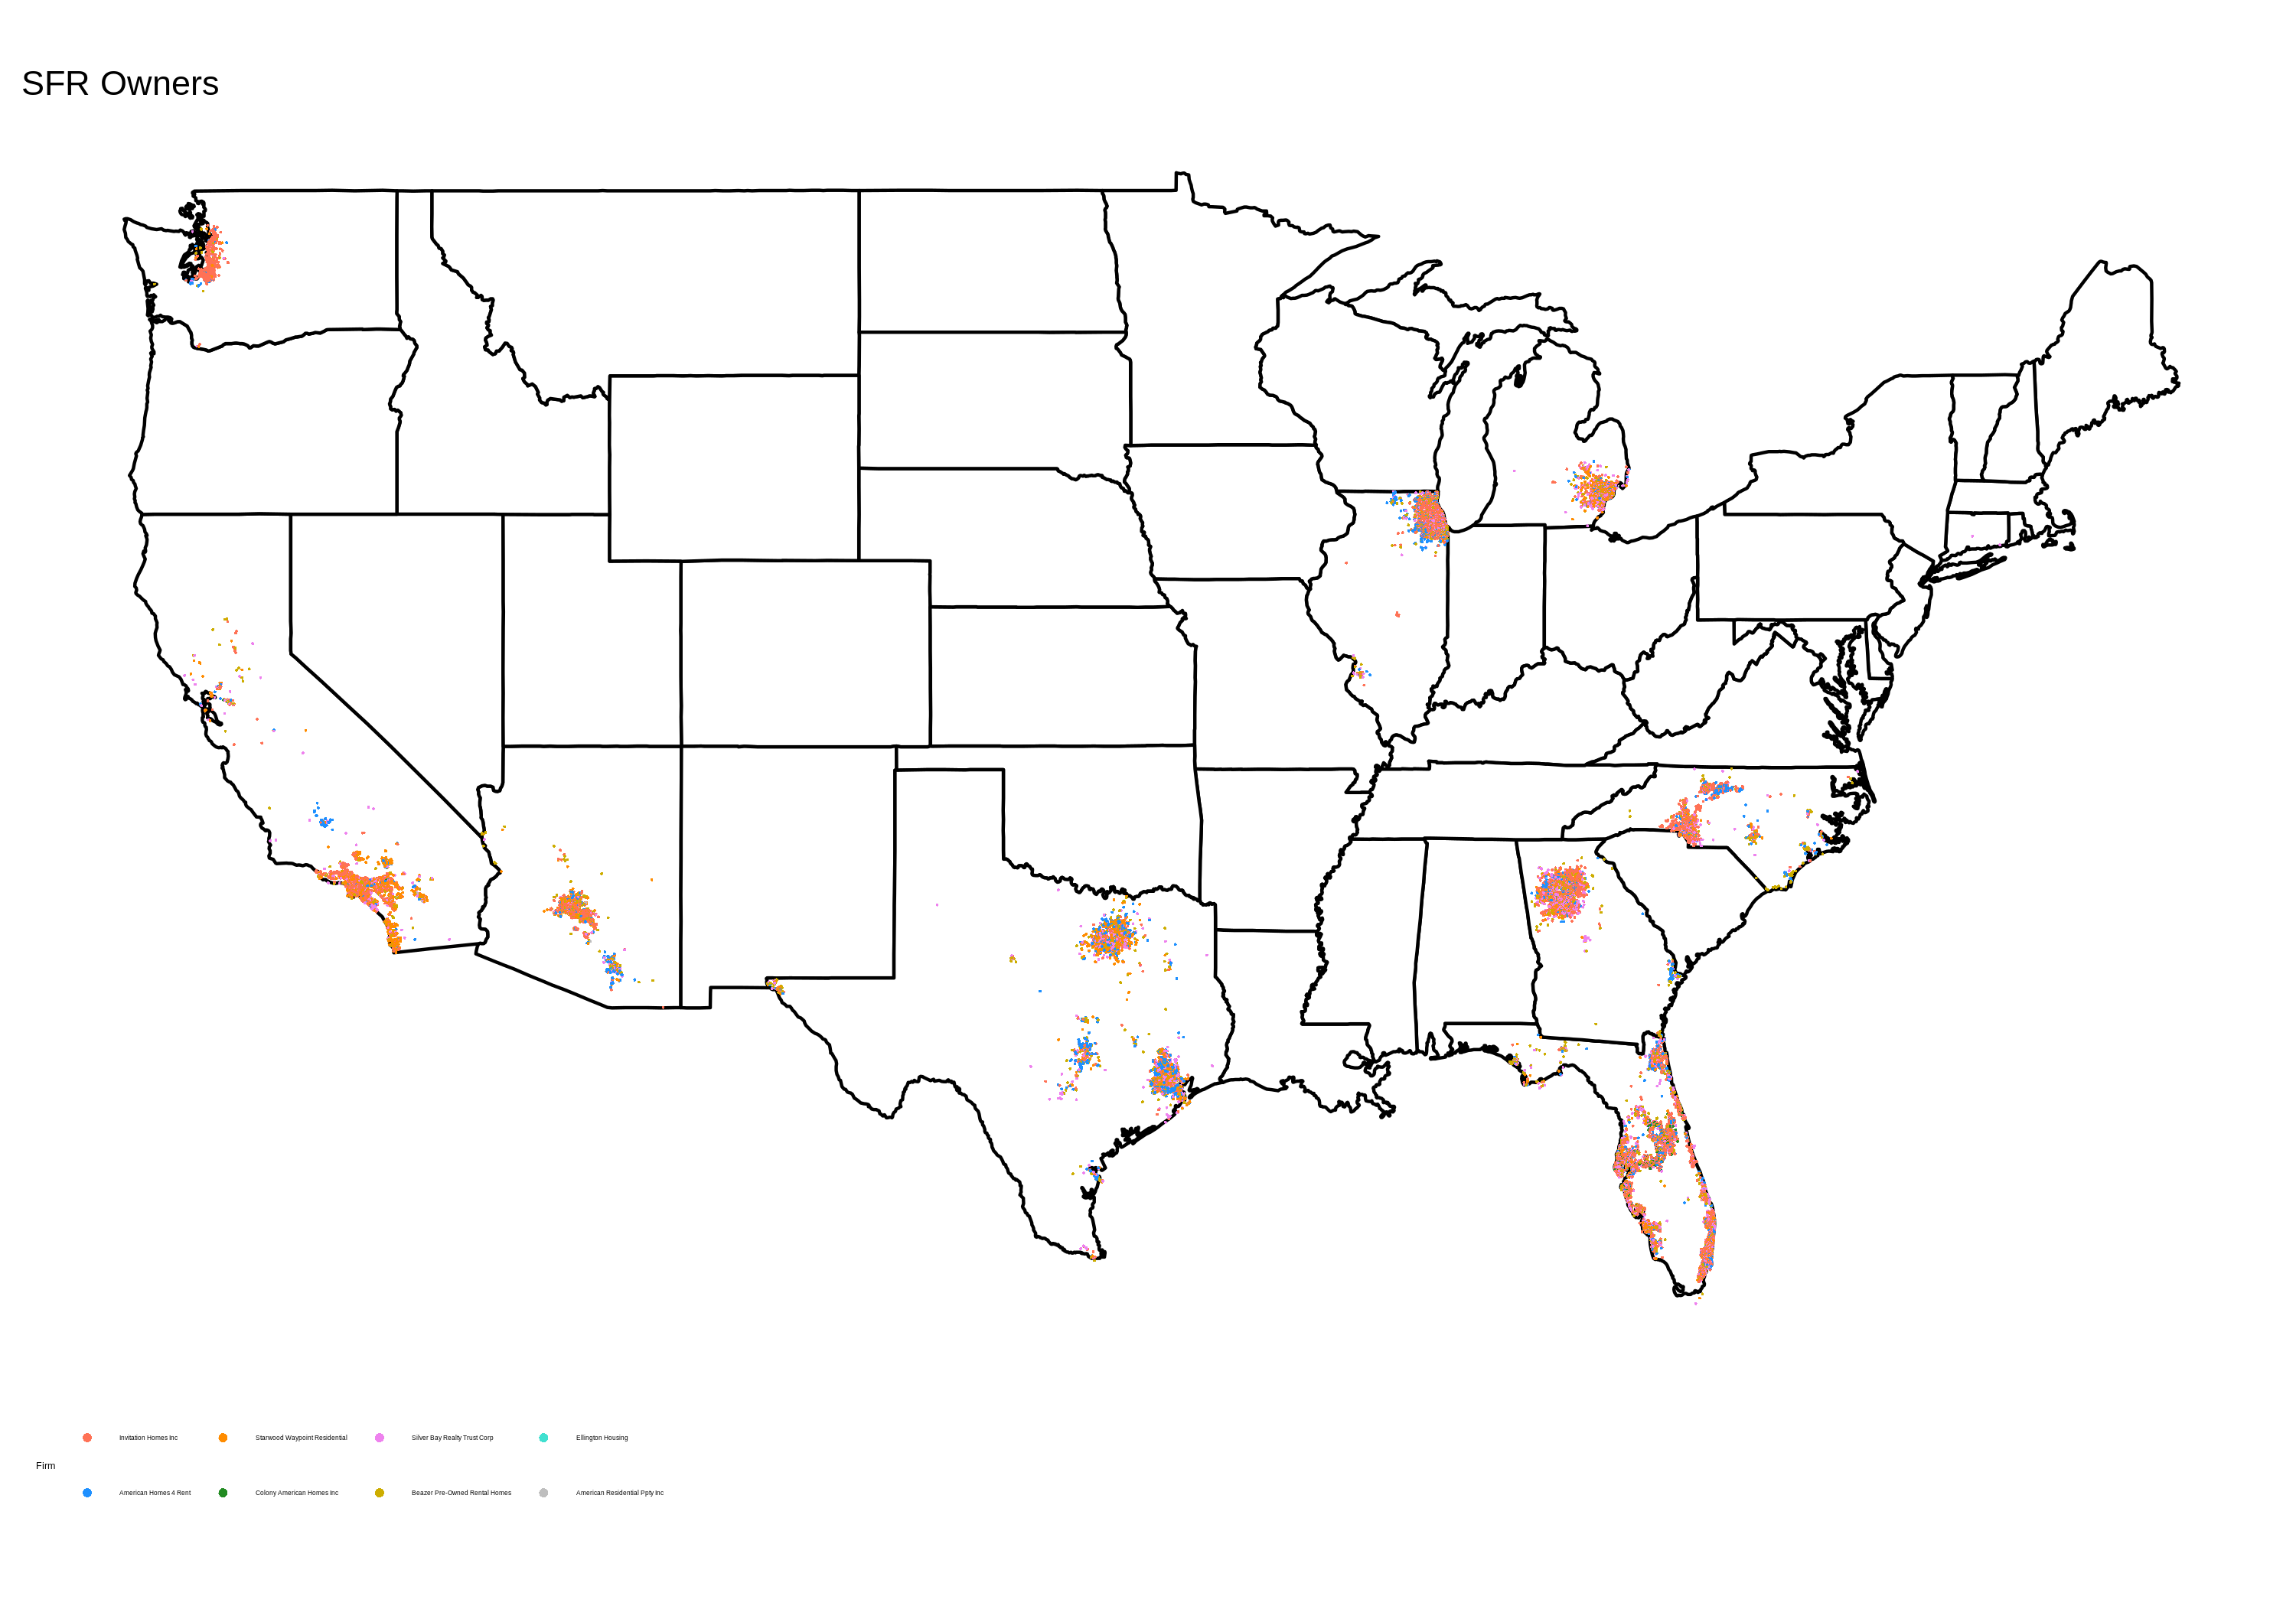 SFR Owners
Invitation Homes Inc Starwood Waypoint Residential Silver Bay Realty Trust Corp Ellington Housing
Firm
American Homes 4 Rent Colony American Homes Inc Beazer Pre-Owned Rental Homes American Residential Ppty Inc